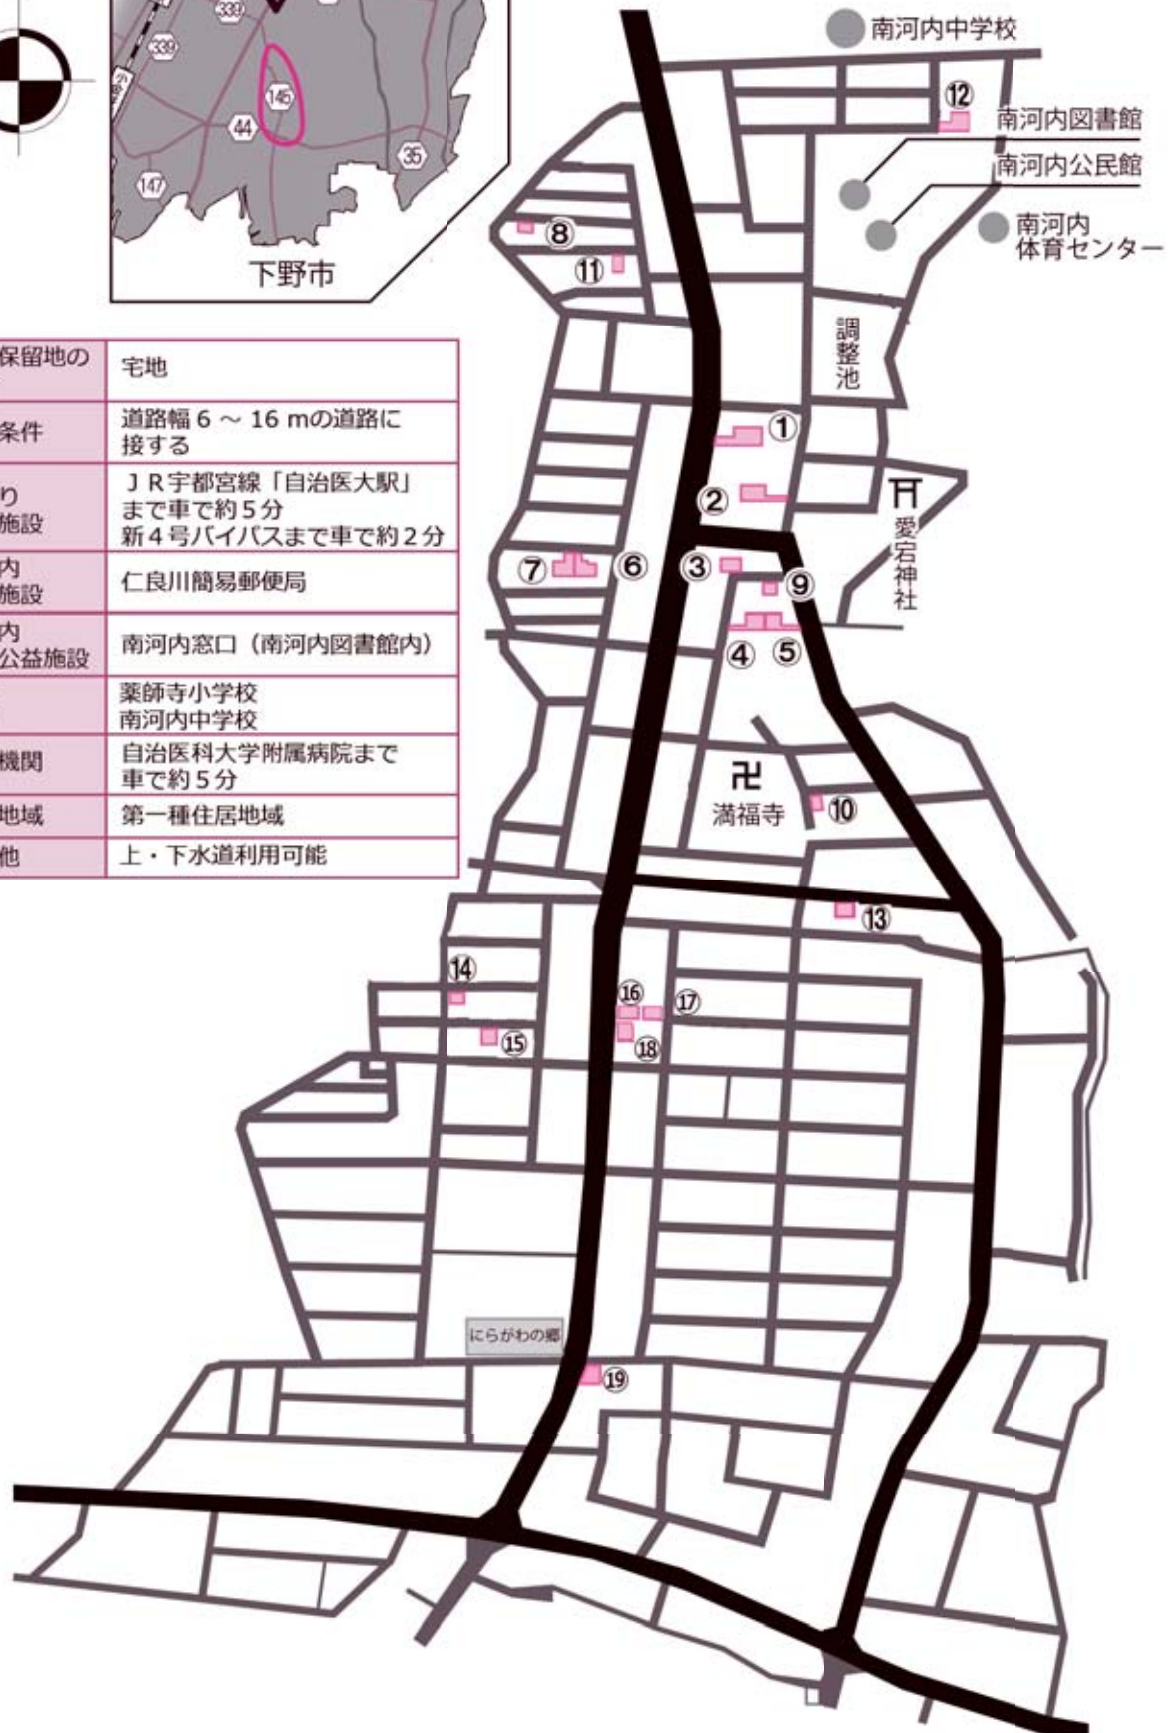 339
339
145
44
35
147
下野市
保留地の
宅地
条件
道路幅６～16 mの道路に
接する
り
施設
ＪＲ宇都宮線「自治医大駅」
まで車で約５分
新４号バイパスまで車で約２分
内
施設
仁良川簡易郵便局
内
公益施設
南河内窓口（南河内図書館内）
薬師寺小学校
南河内中学校
機関
自治医科大学附属病院まで
車で約５分
地域
第一種住居地域
他
上・下水道利用可能
南河内中学校
⑫
南河内図書館
南河内公民館
南河内
体育センター
⑧
⑪
調整池
①
②
愛宕神社
⑦
⑥
③
⑨
④
⑤
卍
満福寺
⑩
⑬
⑭
⑮
⑯
⑰
⑱
にらがわの郷
⑲